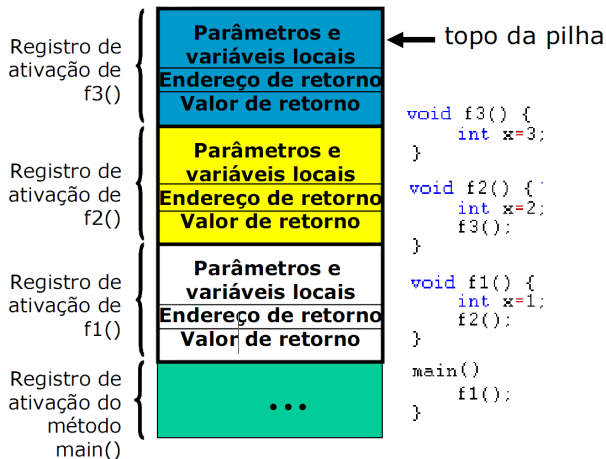 Registro de
ativação de
f3()
Parâmetros e
variáveis locais
Endereço de retorno
Valor de retorno
topo da pilha
Registro de
ativação de
f2()
Parâmetros e
variáveis locais
Endereço de retorno
Valor de retorno
Registro de
ativação de
f1()
Parâmetros e
variáveis locais
Endereço de retorno
Valor de retorno
Registro de
ativação do
método
main()
...
void f3() {
int x=3;
}
void f2() {
int x=2;
f3();
}
void f1() {
int x=1;
f2();
}
main()
f1();
}